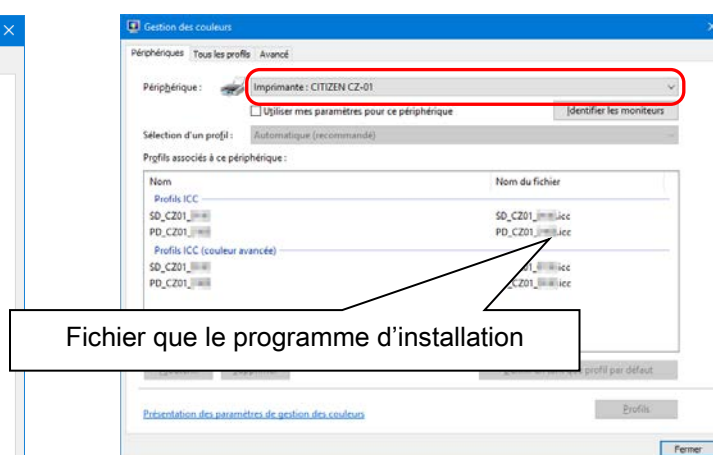 Gestion des couleurs
Périphériques Tous les profils Avancé
Périphérique : Imprimante : CITIZEN CZ-01
Utiliser mes paramètres pour ce périphérique Identifier les moniteurs
Sélection d'un profil : Automatique (recommandé)
Profils associés à ce périphérique :
Nom Nom du fichier
Profils ICC
SD_CZ01_ SD_CZ01_ .icc
PD_CZ01_ PD_CZ01_ .icc
Profils ICC (couleur avancée)
SD_CZ01_ 01_ .icc
PD_CZ01_ CZ01_ .icc
Fichier que le programme d'installation
profil par défaut
Présentation des paramètres de gestion des couleurs Profils
Fermer